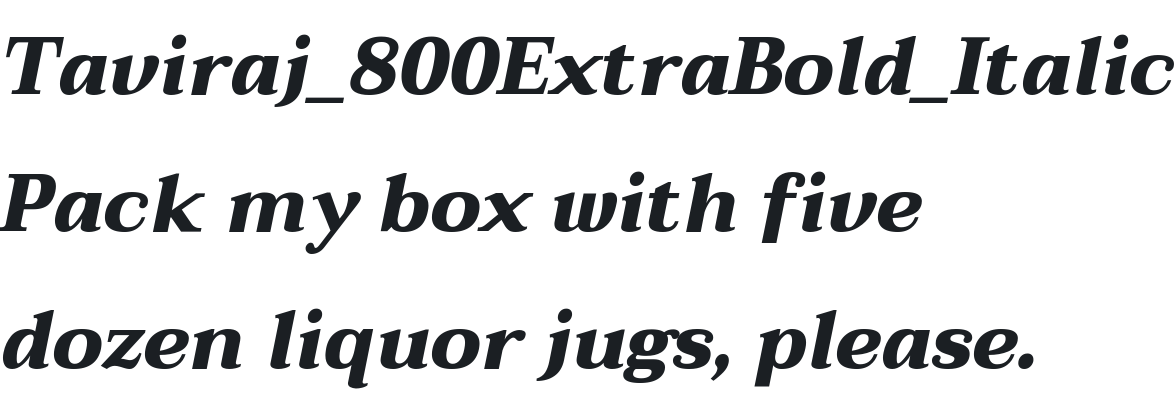 Taviraj_800ExtraBold_Italic
Pack my box with five
dozen liquor jugs, please.